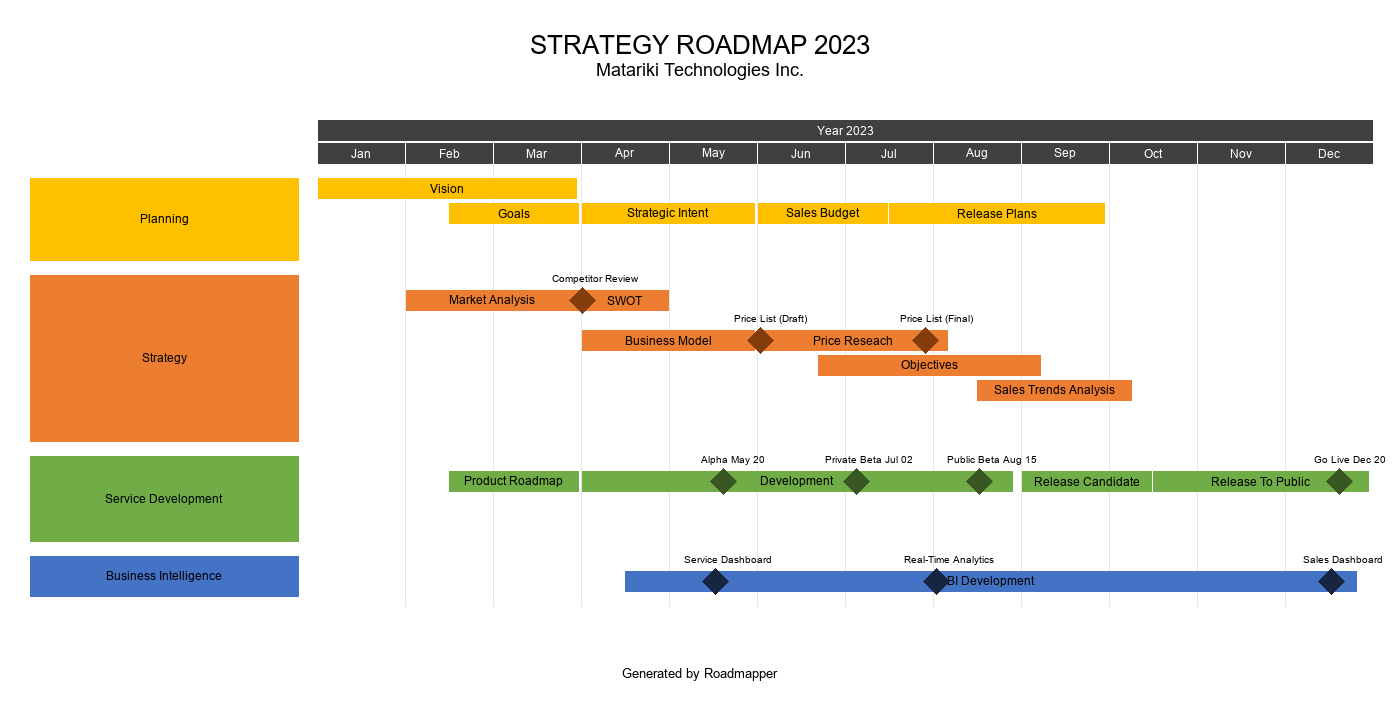 STRATEGY ROADMAP 2023
Matariki Technologies Inc.
Year 2023
Jan Feb Mar Apr May Jun Jul Aug Sep Oct Nov Dec
Planning
Vision
Goals Strategic Intent Sales Budget Release Plans
Strategy
Competitor Review
Market Analysis SWOT
Price List (Draft) Price List (Final)
Business Model Price Reseach
Objectives
Sales Trends Analysis
Service Development
Alpha May 20 Private Beta Jul 02 Public Beta Aug 15 Go Live Dec 20
Product Roadmap Development Release Candidate Release To Public
Business Intelligence
Service Dashboard Real-Time Analytics Sales Dashboard
BI Development
Generated by Roadmapper